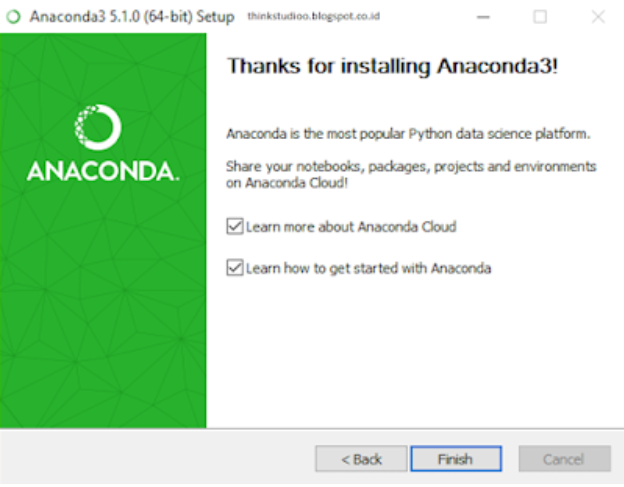 Anaconda3 5.1.0 (64-bit) Setup thinkstudioo.blogspot.co.id
Thanks for installing Anaconda3!
ANACONDA.
Anaconda is the most popular Python data science platform.
Share your notebooks, packages, projects and environments
on Anaconda Cloud!
Learn more about Anaconda Cloud
Learn how to get started with Anaconda
< Back Finish Cancel